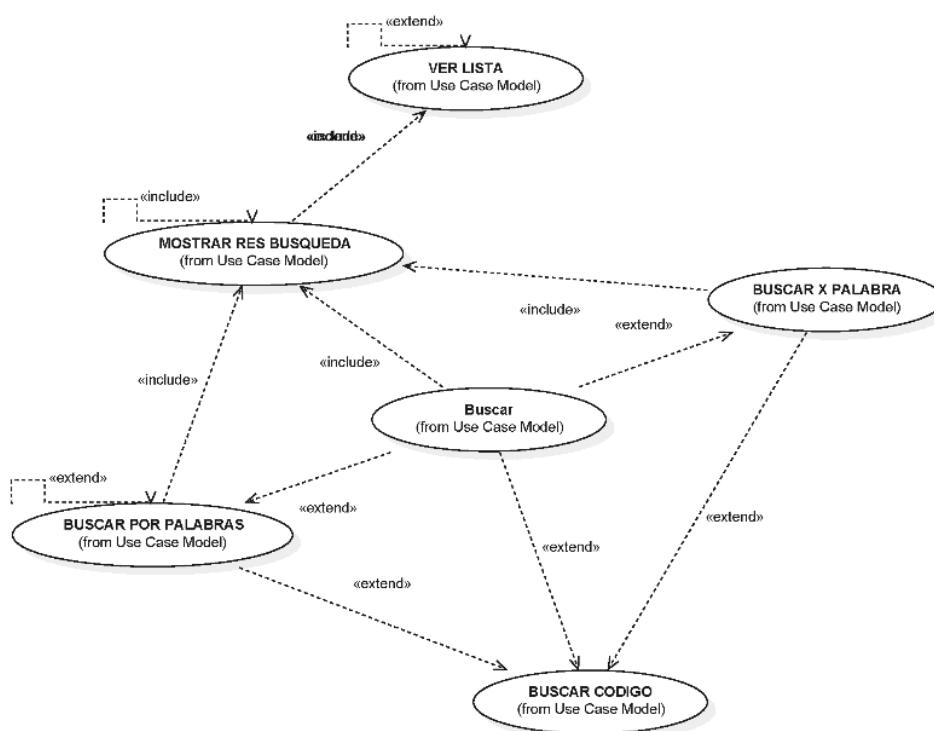 «extend»
VER LISTA
(from Use Case Model)
«include»
MOSTRAR RES BUSQUEDA
(from Use Case Model)
BUSCAR X PALABRA
(from Use Case Model)
«include»
«extend»
«include»
«include»
Buscar
(from Use Case Model)
«extend»
«extend»
BUSCAR POR PALABRAS
(from Use Case Model)
«extend»
«extend»
«extend»
BUSCAR CODIGO
(from Use Case Model)